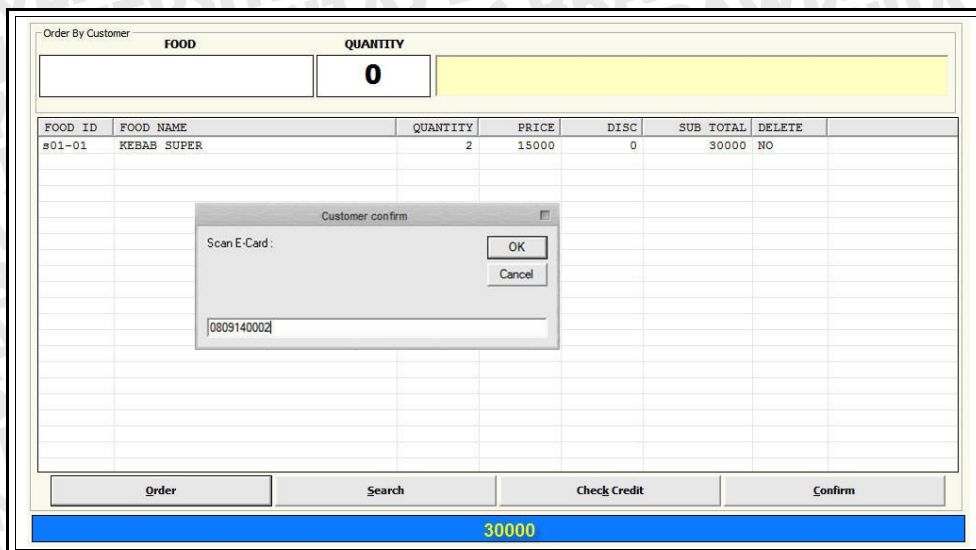 Order By Customer
FOOD QUANTITY
0
FOOD ID FOOD NAME QUANTITY PRICE DISC SUB TOTAL DELETE
s01-01 KEBAB SUPER 2 15000 0 30000 NO
Customer confirm
Scan E-Card :
OK
Cancel
0809140002
Order Search Check Credit Confirm
30000